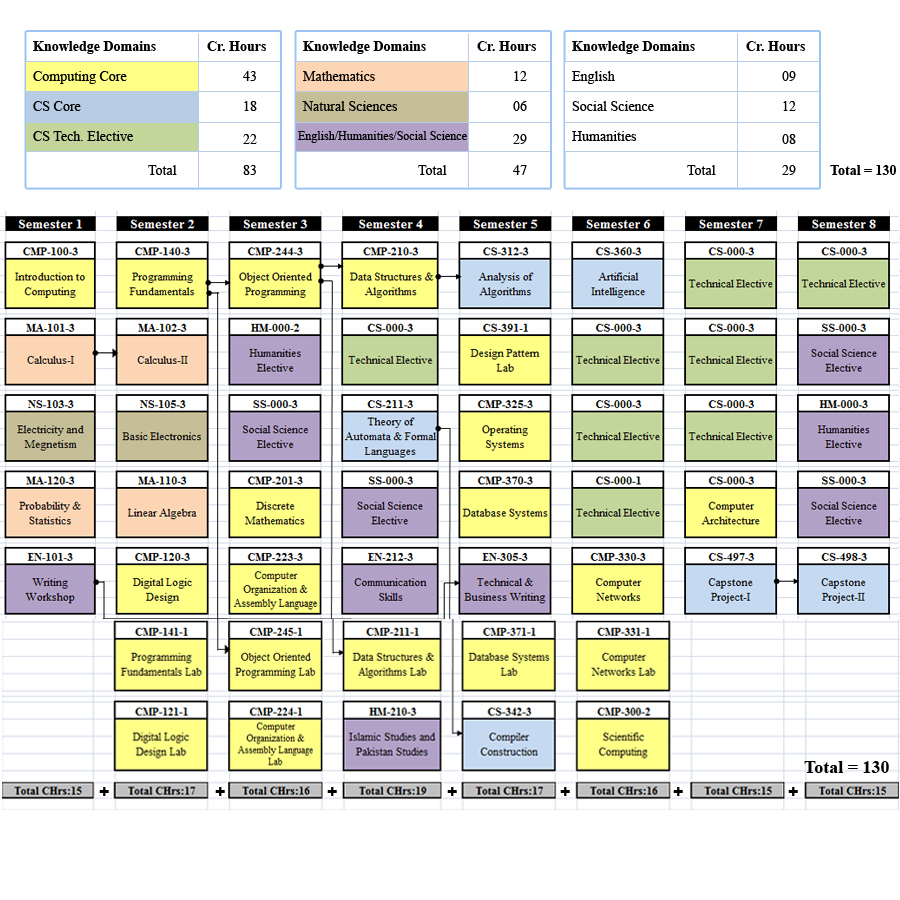 Knowledge Domains Cr. Hours
Computing Core 43
CS Core 18
CS Tech. Elective 22
Total 83
Knowledge Domains Cr. Hours
Mathematics 12
Natural Sciences 06
English/Humanities/Social Science 29
Total 47
Knowledge Domains Cr. Hours
English 09
Social Science 12
Humanities 08
Total 29
Total = 130
Semester 1 Semester 2 Semester 3 Semester 4 Semester 5 Semester 6 Semester 7 Semester 8
CMP-100-3 CMP-140-3 CMP-244-3 CMP-210-3 CS-312-3 CS-360-3 CS-000-3 CS-000-3
Introduction to
Computing
Programming
Fundamentals
Object Oriented
Programming
Data Structures &
Algorithms
Analysis of
Algorithms
Artificial
Intelligence
Technical Elective
Technical Elective
MA-101-3 MA-102-3 HM-000-2 CS-000-3 CS-391-1 CS-000-3 CS-000-3 SS-000-3
Calculus-I
Calculus-II
Humanities
Elective
Technical Elective
Design Pattern
Lab
Technical Elective
Technical Elective
Social Science
Elective
NS-103-3 NS-105-3 SS-000-3 CS-211-3 CMP-325-3 CS-000-3 CS-000-3 HM-000-3
Electricity and
Megnetism
Basic Electronics
Social Science
Elective
Theory of
Automata & Formal
Languages
Operating
Systems
Technical Elective
Technical Elective
Humanities
Elective
MA-120-3 MA-110-3 CMP-201-3 SS-000-3 CMP-370-3 CS-000-1 CS-000-3 SS-000-3
Probability &
Statistics
Linear Algebra
Discrete
Mathematics
Social Science
Elective
Database Systems
Technical Elective
Computer
Architecture
Social Science
Elective
EN-101-3 CMP-120-3 CMP-223-3 EN-212-3 EN-305-3 CMP-330-3 CS-497-3 CS-498-3
Writing
Workshop
Digital Logic
Design
Computer
Organization &
Assembly Language
Communication
Skills
Technical &
Business Writing
Computer
Networks
Capstone
Project-I
Capstone
Project-II
CMP-141-1 CMP-245-1 CMP-211-1 CMP-371-1 CMP-331-1
Programming
Fundamentals Lab
Object Oriented
Programming Lab
Data Structures &
Algorithms Lab
Database Systems
Lab
Computer
Networks Lab
CMP-121-1 CMP-224-1 HM-210-3 CS-342-3 CMP-300-2
Digital Logic
Design Lab
Computer
Organization &
Assembly Language
Lab
Islamic Studies and
Pakistan Studies
Compiler
Construction
Scientific
Computing
Total = 130
Total CHrs:15 + Total CHrs:17 + Total CHrs:16 + Total CHrs:19 + Total CHrs:17 + Total CHrs:16 + Total CHrs:15 + Total CHrs:15